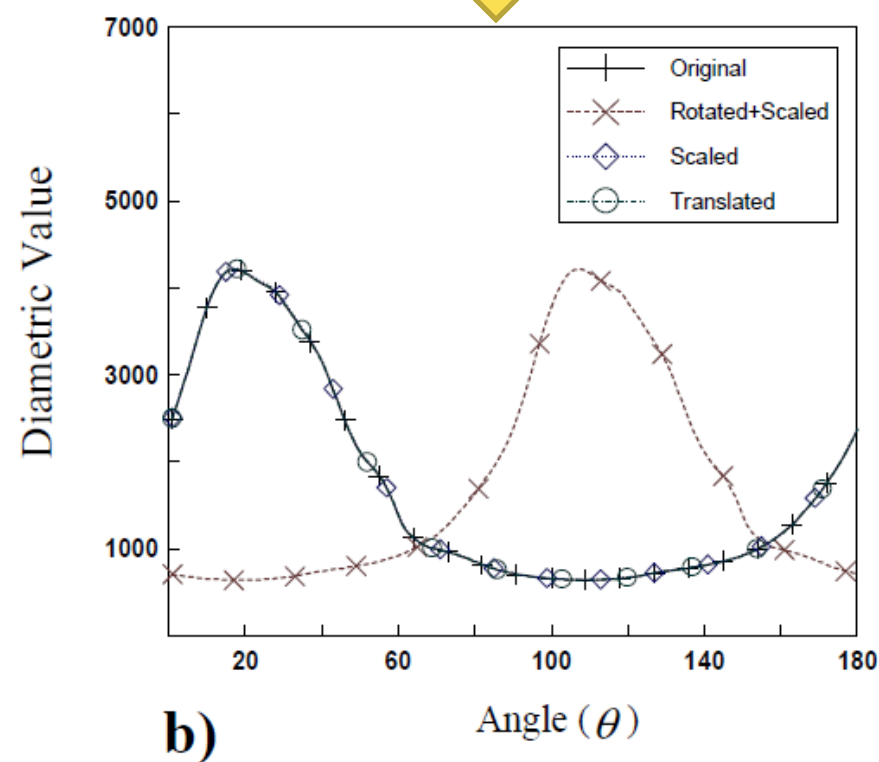 7000
5000
3000
1000
Diametric Value
Original
Rotated+Scaled
Scaled
Translated
20 60 100 140 180
Angle (θ)
b)